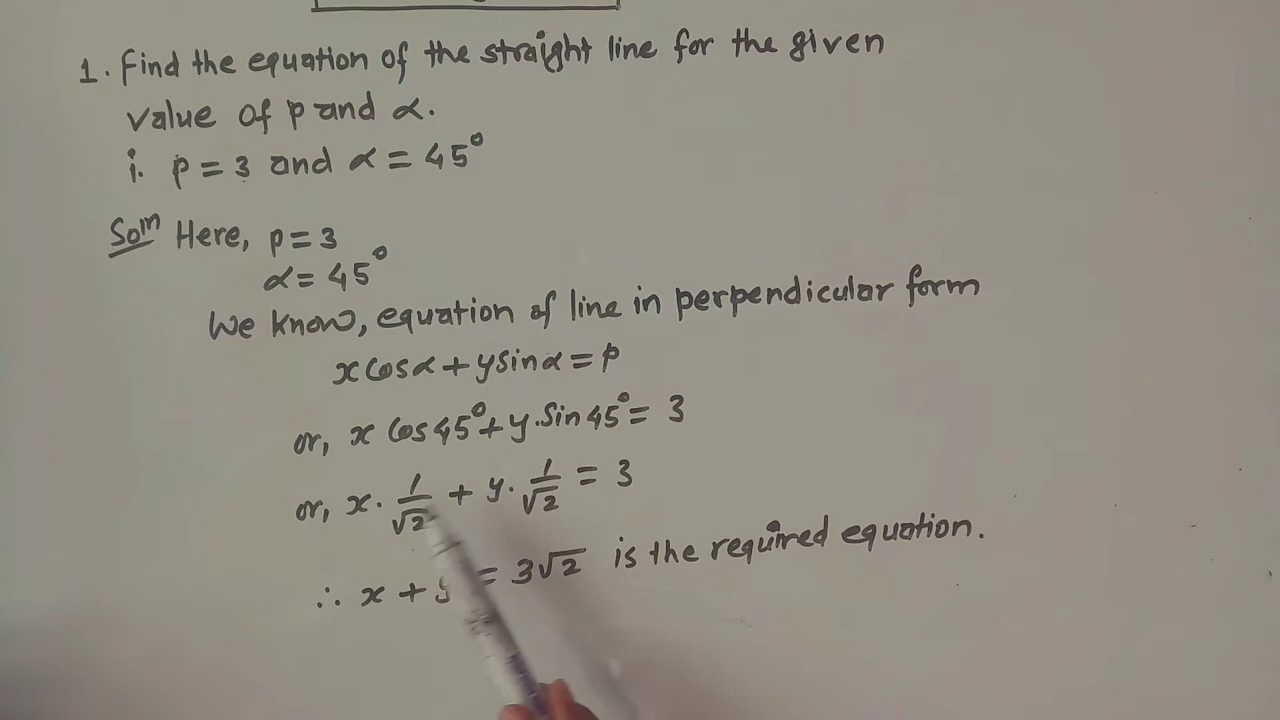 1. Find the equation of the straight line for the given
value of p and α.
i. p = 3 and α = 45°
Solⁿ Here, p = 3
α = 45°
We know, equation of line in perpendicular form
x cosα + y sinα = p
or, x cos 45° + y. sin 45° = 3
or, x. 1/√2 + y. 1/√2 = 3
∴ x + y = 3√2 is the required equation.